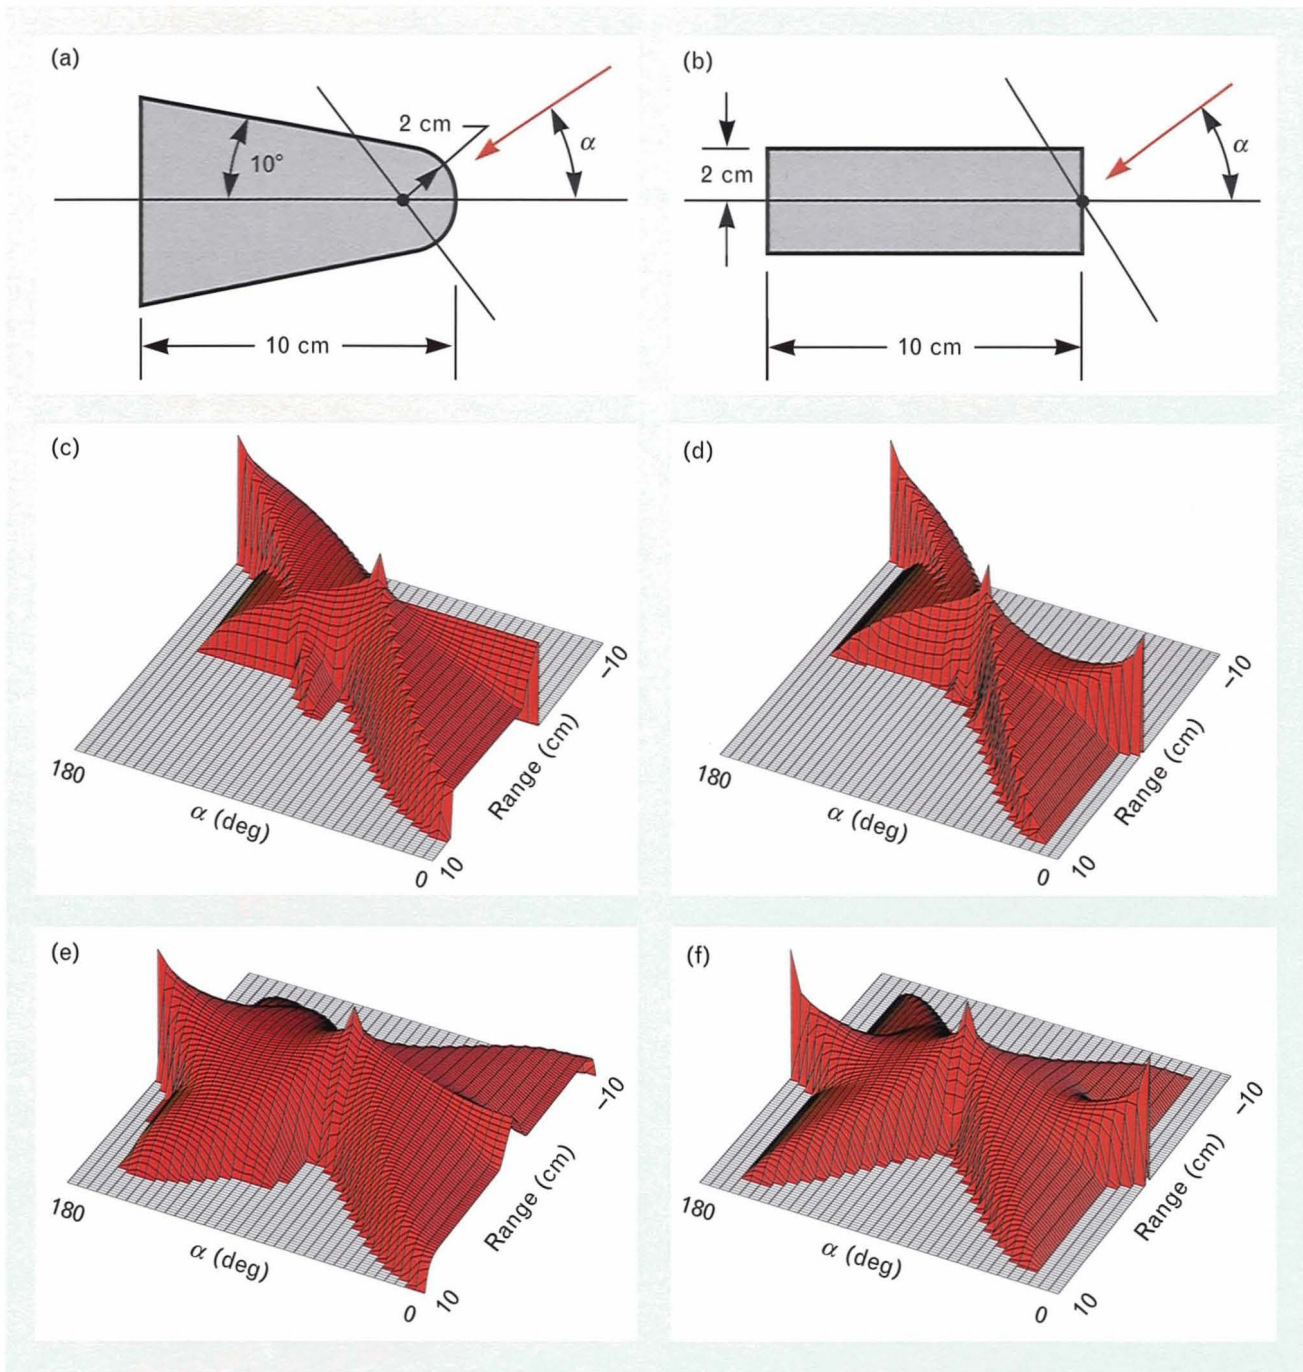 (a)
2 cm
α
10°
10 cm
(b)
α
2 cm
10 cm
(c)
−10
Range (cm)
180
α (deg)
0
10
(d)
−10
Range (cm)
180
α (deg)
0
10
(e)
−10
Range (cm)
180
α (deg)
0
10
(f)
−10
Range (cm)
180
α (deg)
0
10